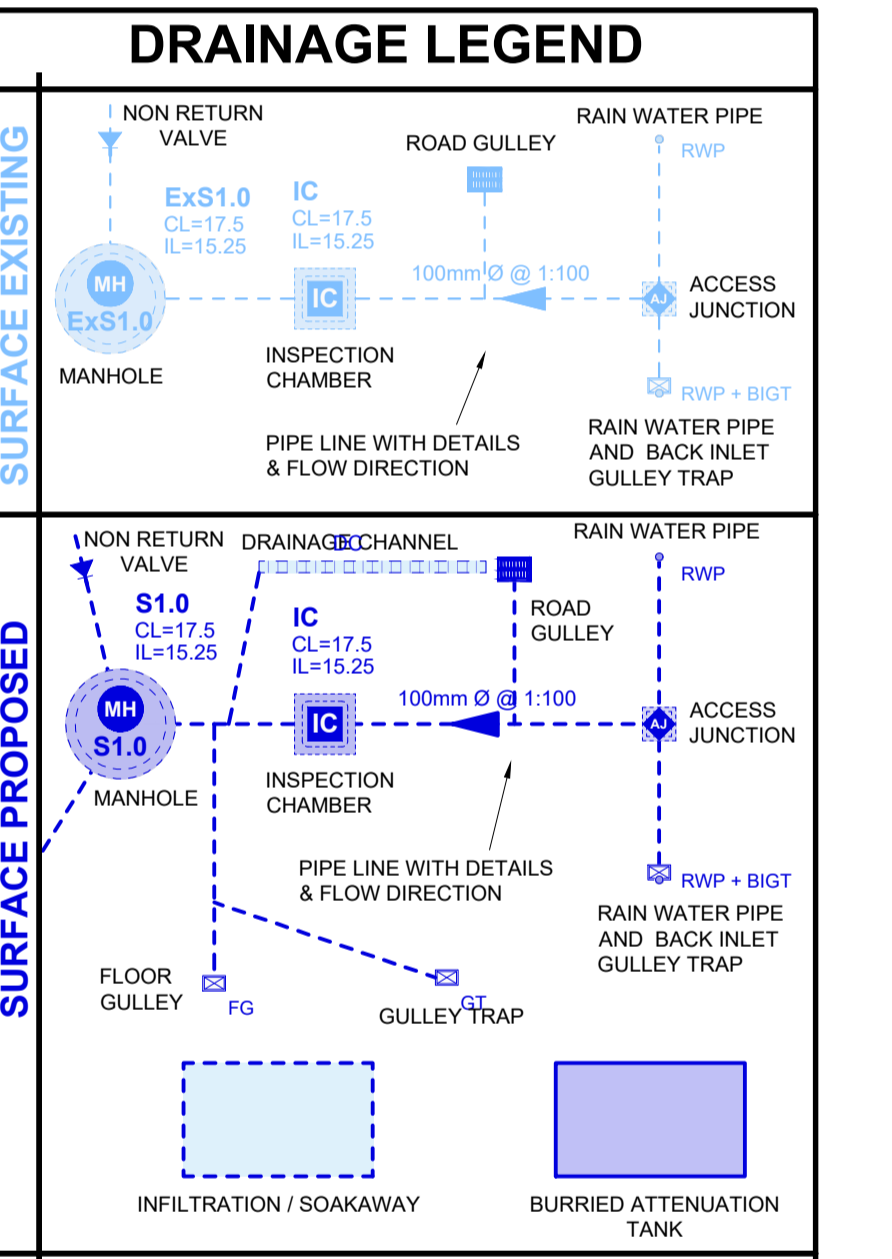 DRAINAGE LEGEND
SURFACE EXISTING
NON RETURN
VALVE
RAIN WATER PIPE
RWP
ROAD GULLEY
ExS1.0
CL=17.5
IL=15.25
IC
CL=17.5
IL=15.25
100mm Ø @ 1:100
MH
ExS1.0
IC
AJ
ACCESS
JUNCTION
MANHOLE
INSPECTION
CHAMBER
RWP + BIGT
PIPE LINE WITH DETAILS
& FLOW DIRECTION
RAIN WATER PIPE
AND BACK INLET
GULLEY TRAP
SURFACE PROPOSED
NON RETURN
VALVE
DRAINAGE CHANNEL
DC
RAIN WATER PIPE
RWP
S1.0
CL=17.5
IL=15.25
IC
CL=17.5
IL=15.25
ROAD
GULLEY
100mm Ø @ 1:100
MH
S1.0
IC
AJ
ACCESS
JUNCTION
MANHOLE
INSPECTION
CHAMBER
PIPE LINE WITH DETAILS
& FLOW DIRECTION
RWP + BIGT
RAIN WATER PIPE
AND BACK INLET
GULLEY TRAP
FLOOR
GULLEY
FG
GT
GULLEY TRAP
INFILTRATION / SOAKAWAY
BURRIED ATTENUATION
TANK